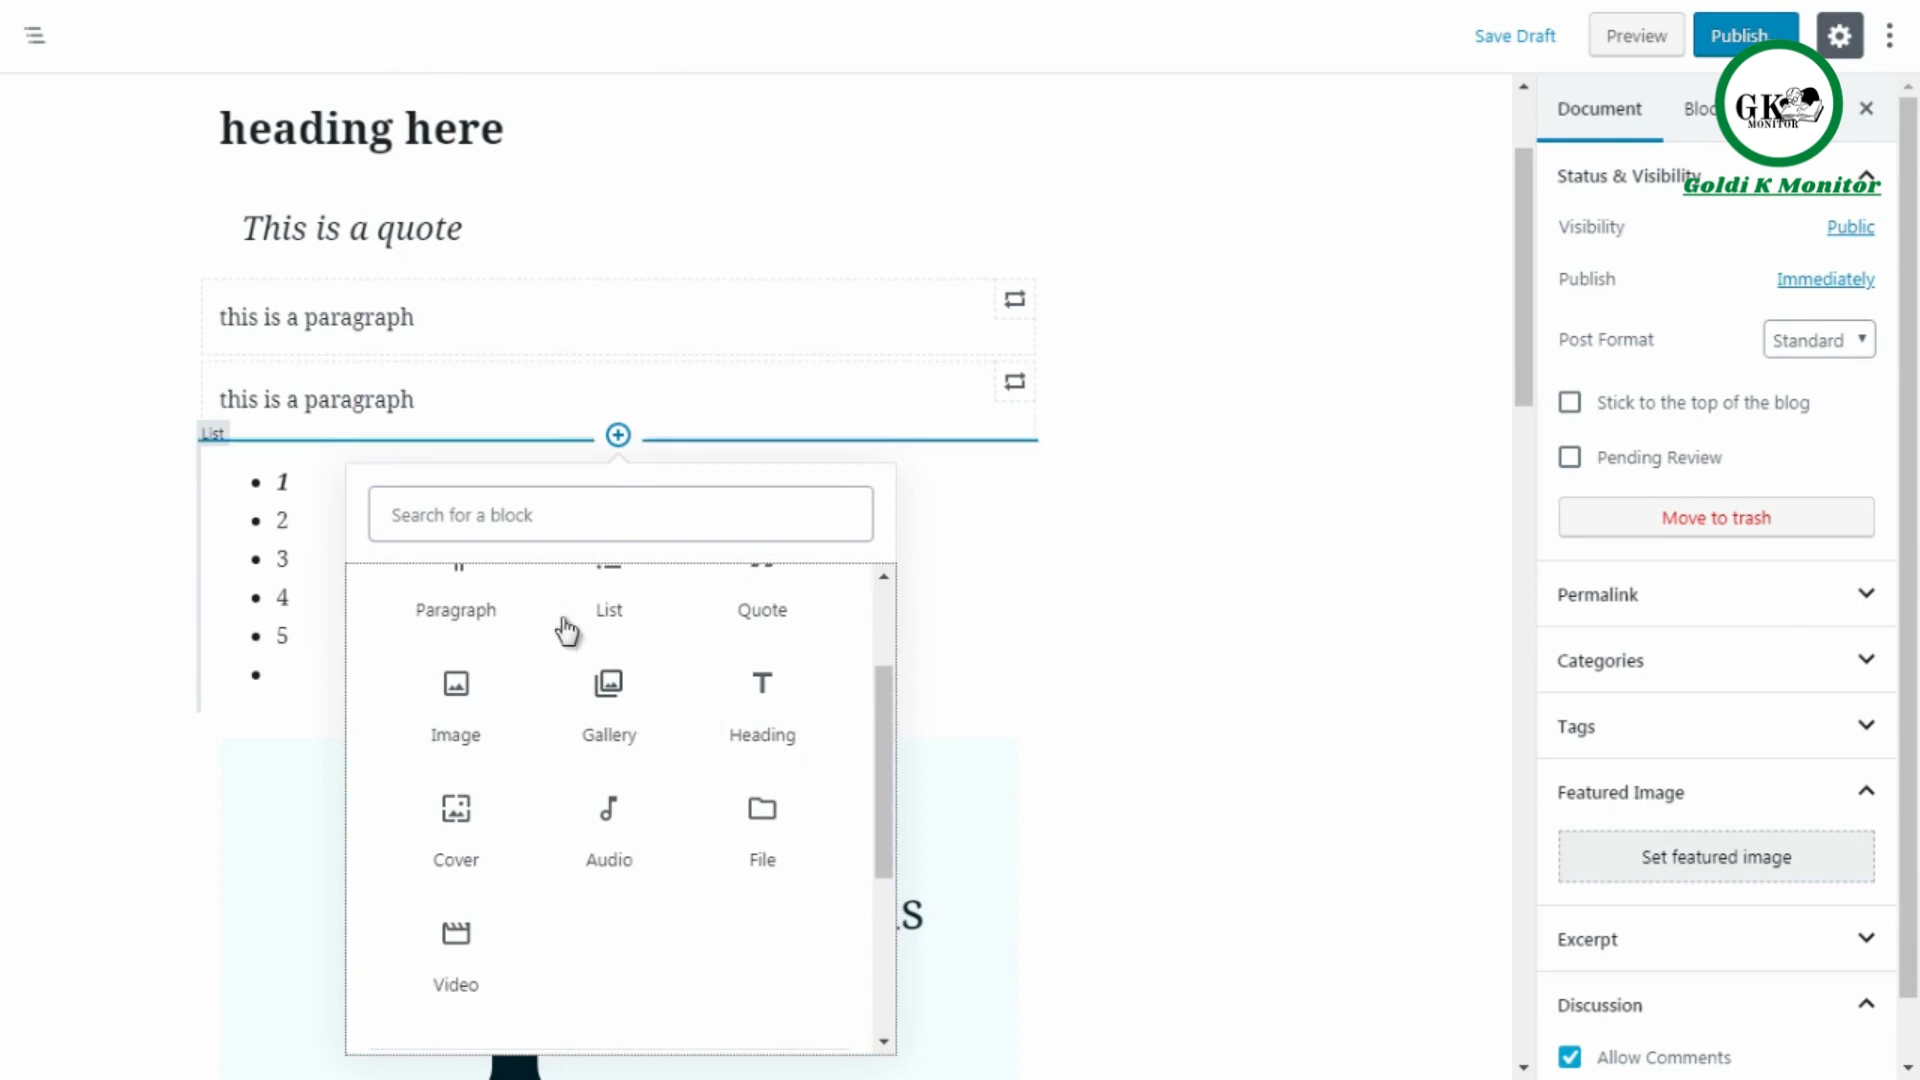 Save Draft
Preview
Publish...
heading here
This is a quote
this is a paragraph
this is a paragraph
List
1
2
3
4
5
Search for a block
Paragraph
List
Quote
Image
Gallery
Heading
Cover
Audio
File
Video
Document
Bloc
GK
MONITOR
Goldi K Monitor
Status & Visibility
Visibility
Public
Publish
Immediately
Post Format
Standard
Stick to the top of the blog
Pending Review
Move to trash
Permalink
Categories
Tags
Featured Image
Set featured image
Excerpt
Discussion
Allow Comments